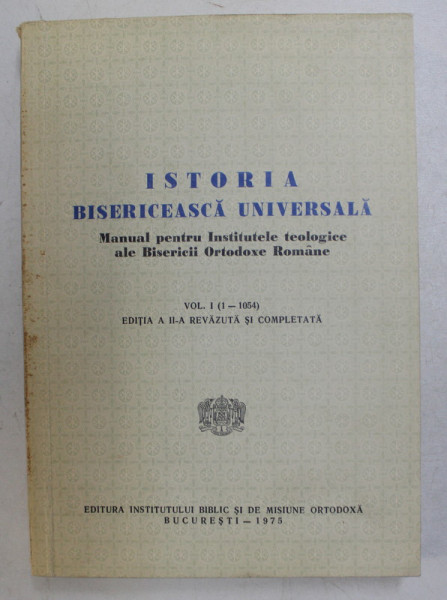 ISTORIA
BISERICEASCĂ UNIVERSALĂ
Manual pentru Institutele teologice
ale Bisericii Ortodoxe Române
VOL. I (1 — 1054)
EDIȚIA A II-A REVĂZUTĂ ȘI COMPLETATĂ
EDITURA INSTITUTULUI BIBLIC ȘI DE MISIUNE ORTODOXĂ
BUCUREȘTI — 1975